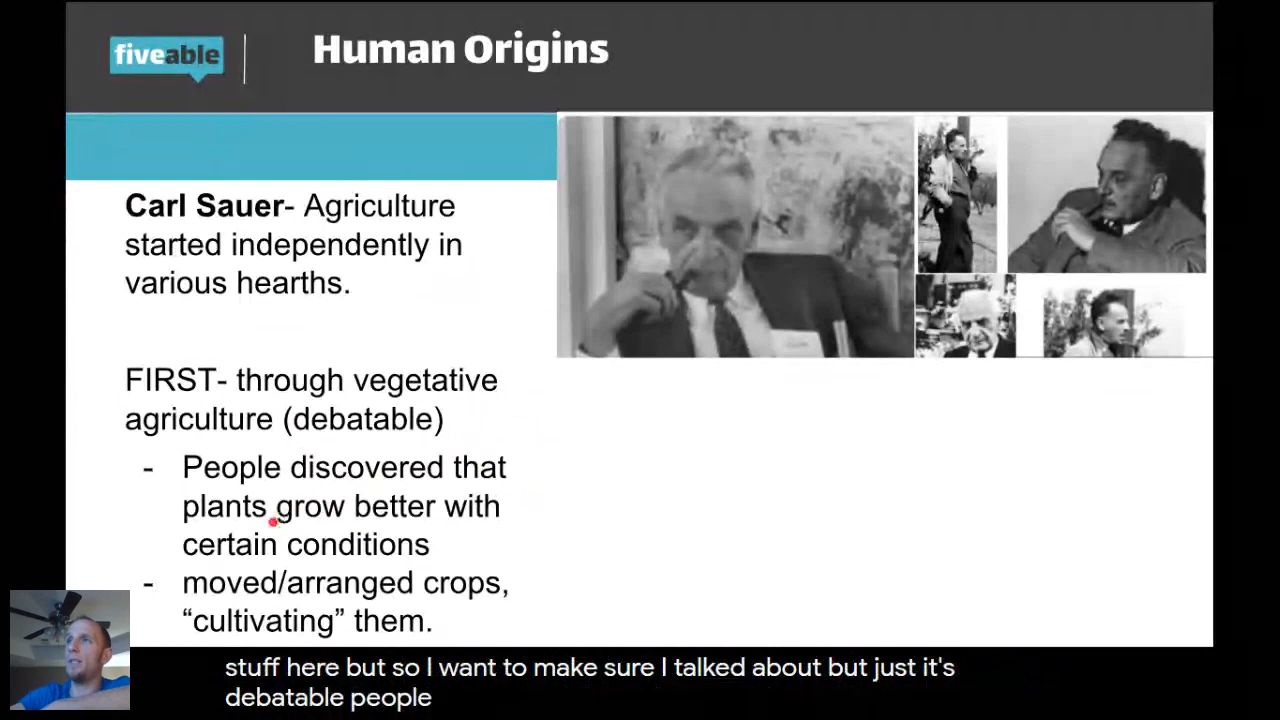 fiveable
Human Origins
Carl Sauer- Agriculture
started independently in
various hearths.
FIRST- through vegetative
agriculture (debatable)
- People discovered that
plants grow better with
certain conditions
- moved/arranged crops,
“cultivating” them.
stuff here but so I want to make sure I talked about but just it's
debatable people